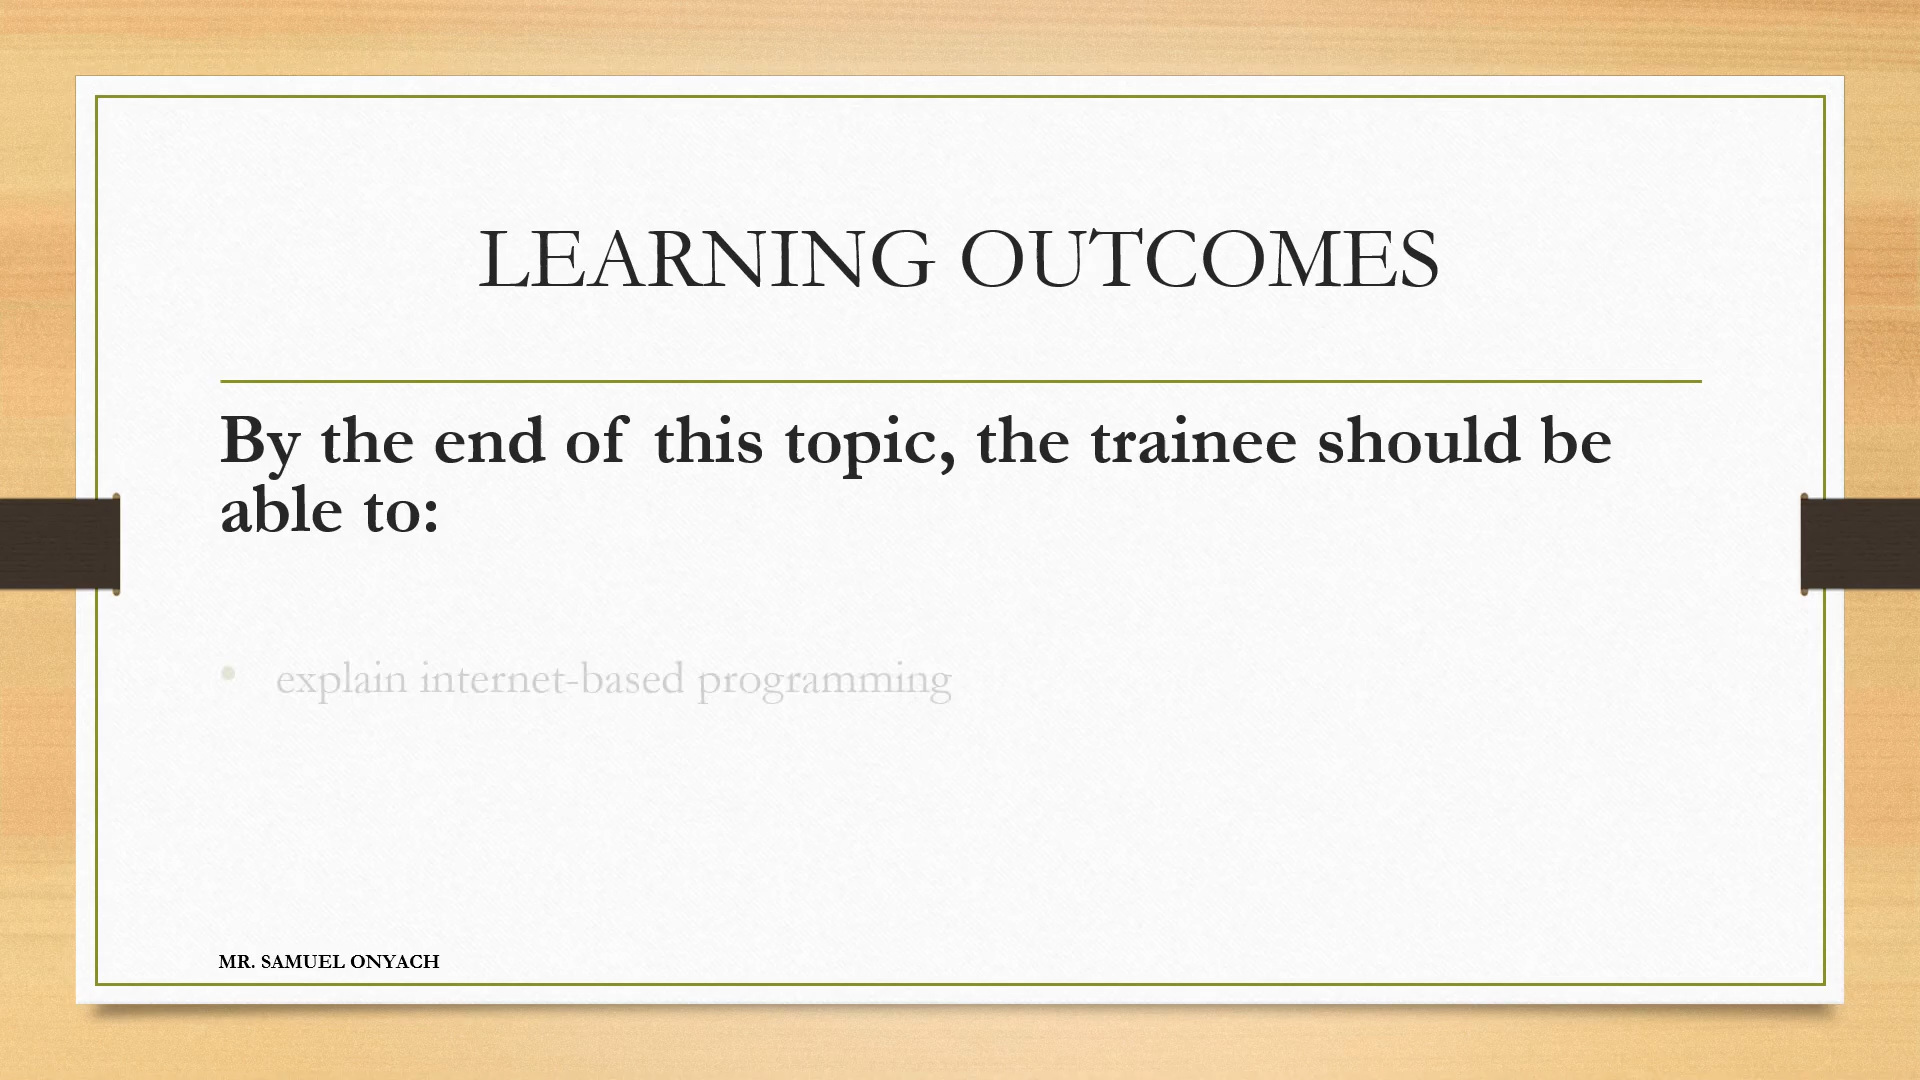 LEARNING OUTCOMES
By the end of this topic, the trainee should be
able to:
• explain internet-based programming
MR. SAMUEL ONYACH